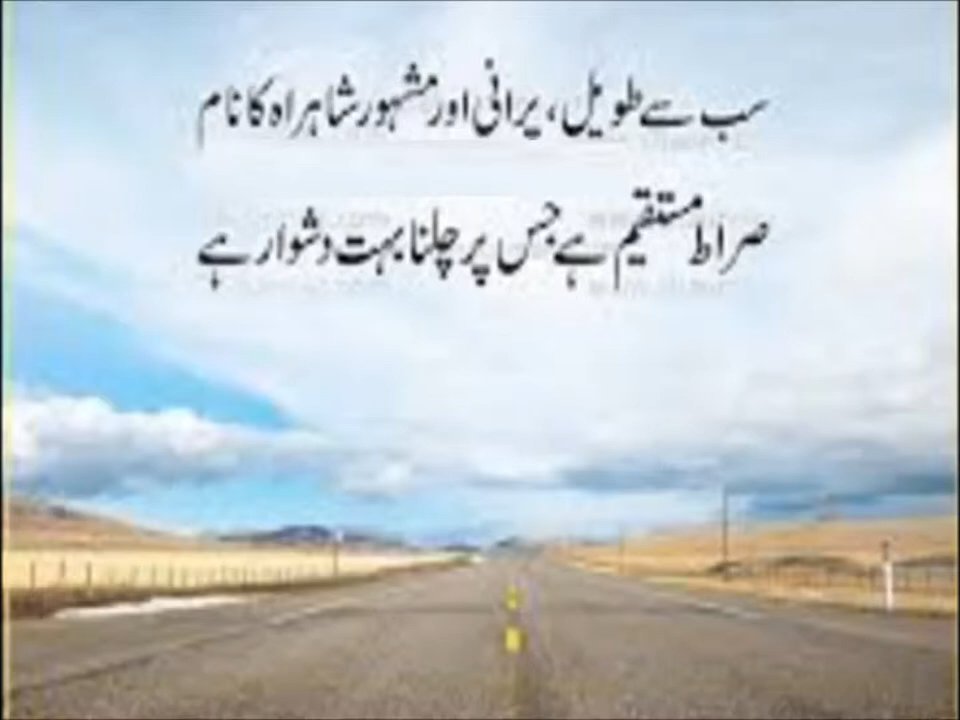 سب سے طویل، پرانی اور مشہور شاہراہ کا نام
صراط مستقیم ہے جس پر چلنا بہت دشوار ہے